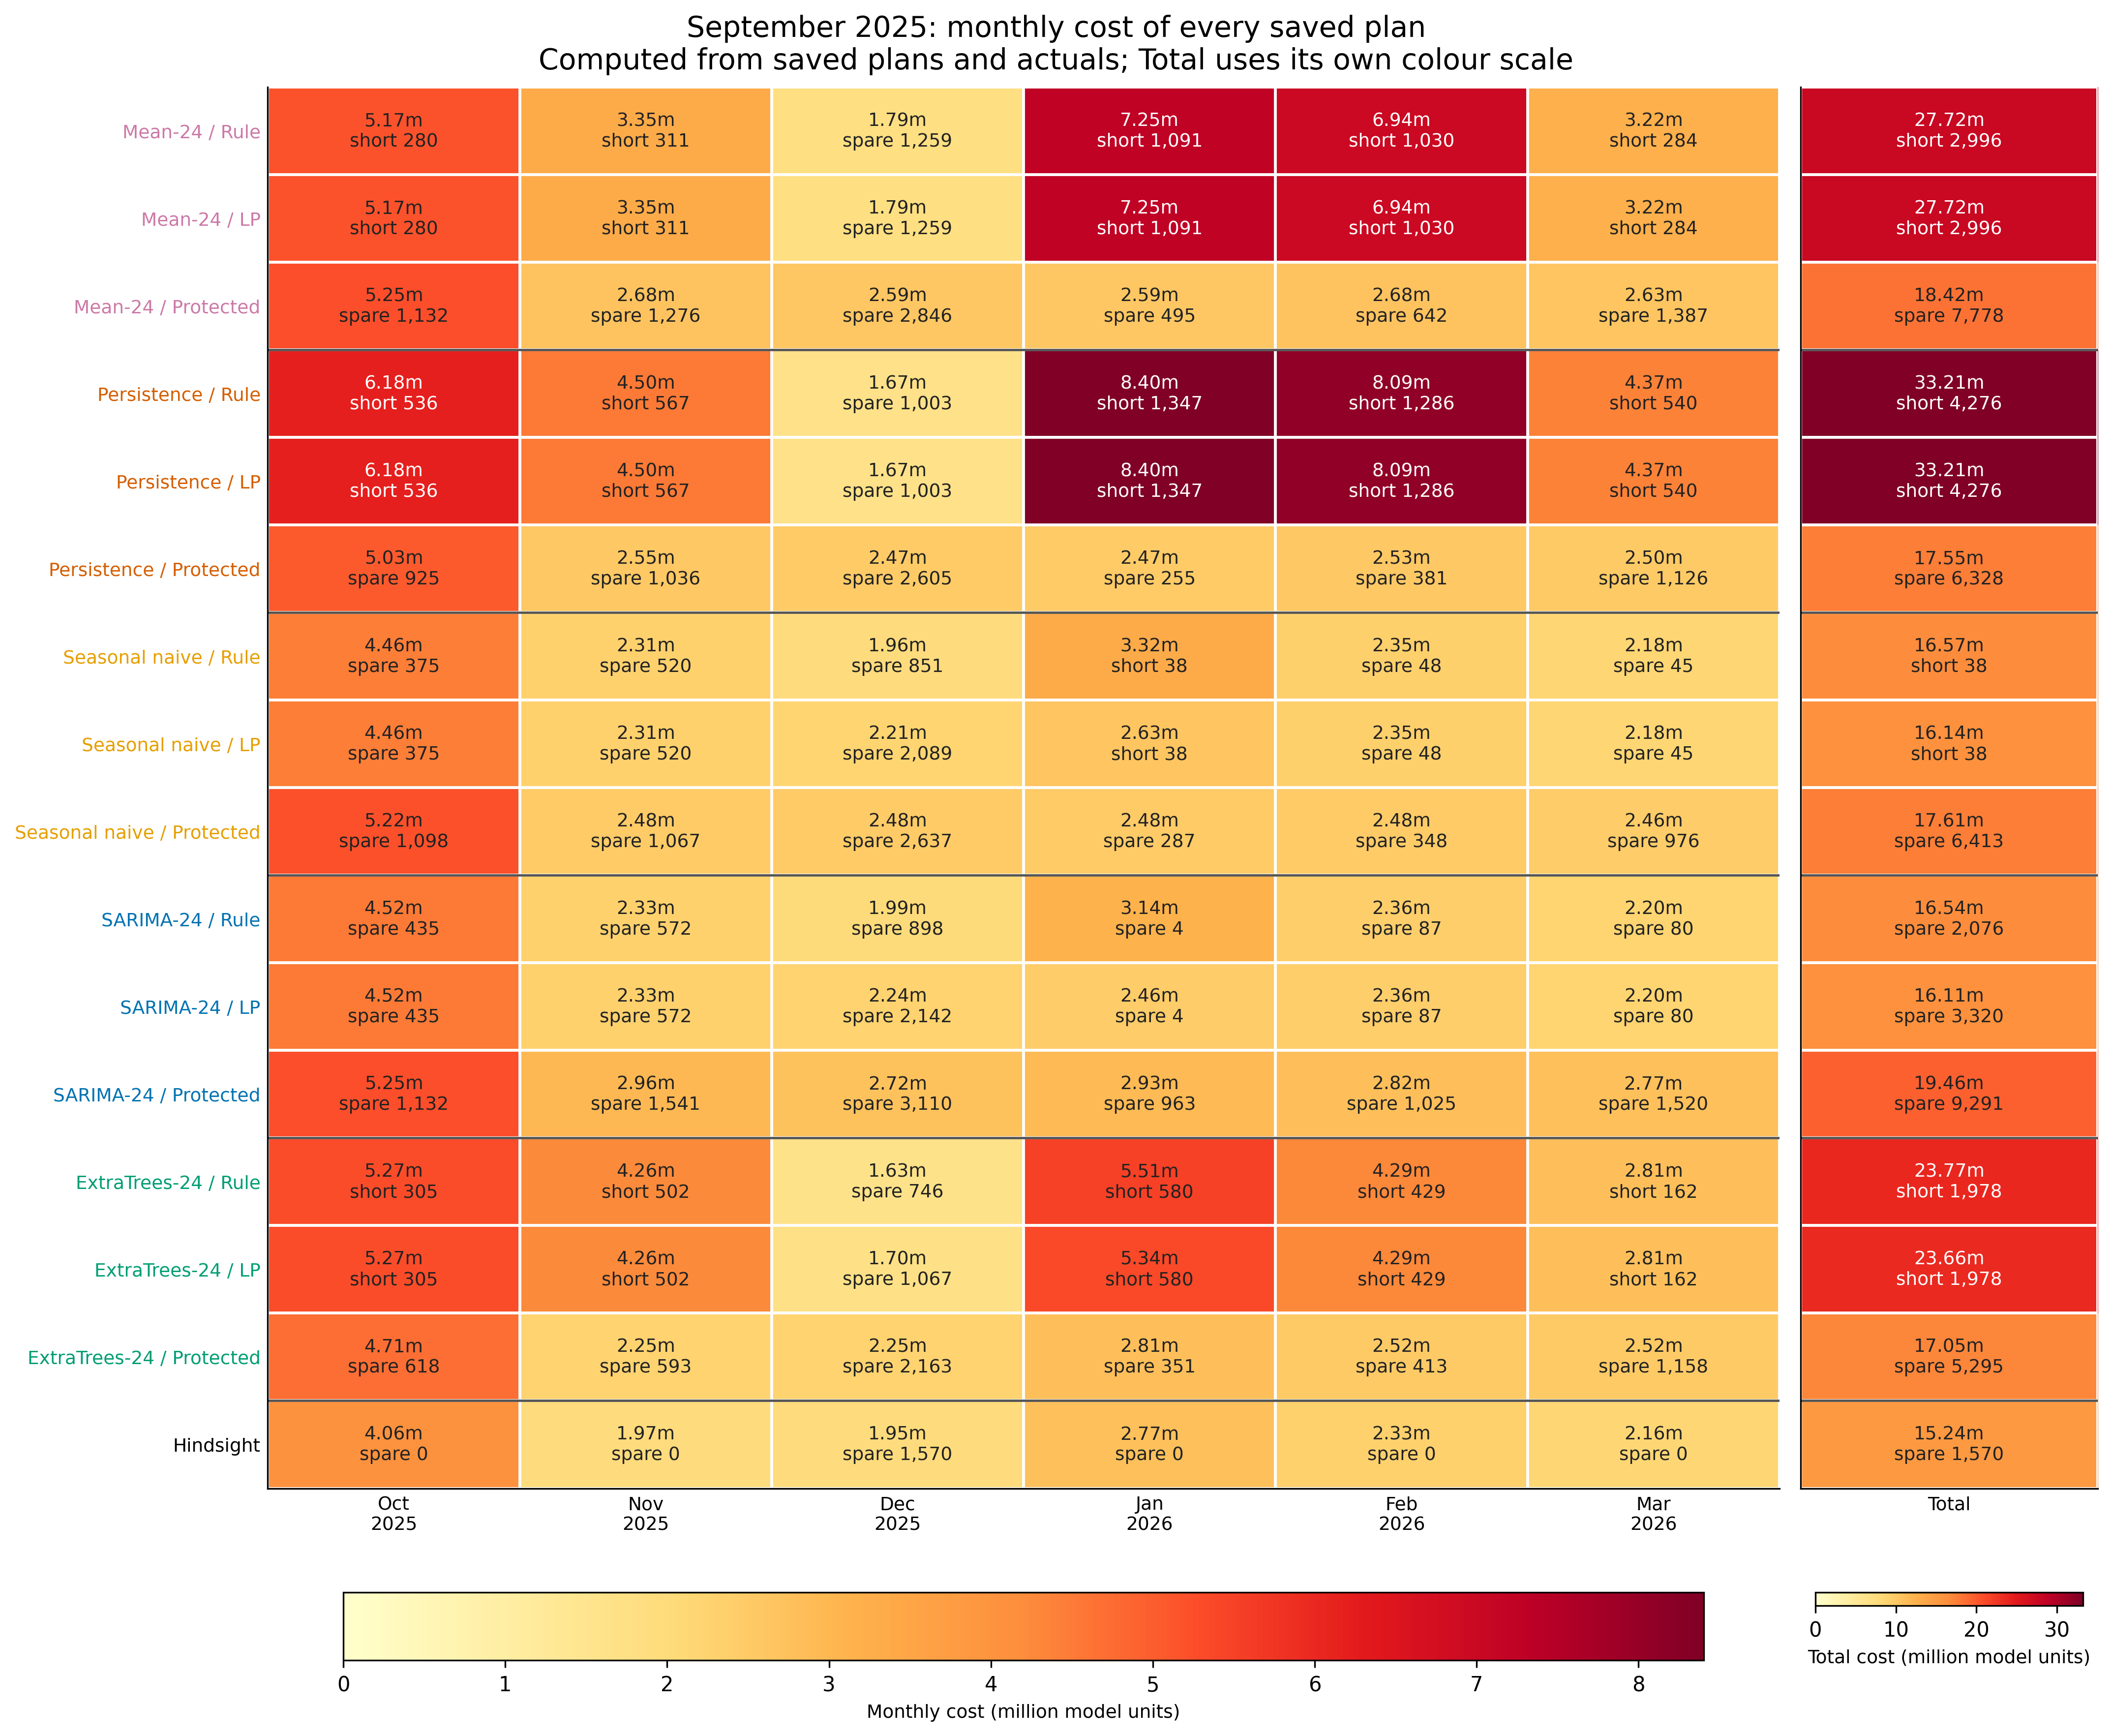 September 2025: monthly cost of every saved plan
Computed from saved plans and actuals; Total uses its own colour scale
Mean-24 / Rule
5.17m
short 280
3.35m
short 311
1.79m
spare 1,259
7.25m
short 1,091
6.94m
short 1,030
3.22m
short 284
27.72m
short 2,996
Mean-24 / LP
5.17m
short 280
3.35m
short 311
1.79m
spare 1,259
7.25m
short 1,091
6.94m
short 1,030
3.22m
short 284
27.72m
short 2,996
Mean-24 / Protected
5.25m
spare 1,132
2.68m
spare 1,276
2.59m
spare 2,846
2.59m
spare 495
2.68m
spare 642
2.63m
spare 1,387
18.42m
spare 7,778
Persistence / Rule
6.18m
short 536
4.50m
short 567
1.67m
spare 1,003
8.40m
short 1,347
8.09m
short 1,286
4.37m
short 540
33.21m
short 4,276
Persistence / LP
6.18m
short 536
4.50m
short 567
1.67m
spare 1,003
8.40m
short 1,347
8.09m
short 1,286
4.37m
short 540
33.21m
short 4,276
Persistence / Protected
5.03m
spare 925
2.55m
spare 1,036
2.47m
spare 2,605
2.47m
spare 255
2.53m
spare 381
2.50m
spare 1,126
17.55m
spare 6,328
Seasonal naive / Rule
4.46m
spare 375
2.31m
spare 520
1.96m
spare 851
3.32m
short 38
2.35m
spare 48
2.18m
spare 45
16.57m
short 38
Seasonal naive / LP
4.46m
spare 375
2.31m
spare 520
2.21m
spare 2,089
2.63m
short 38
2.35m
spare 48
2.18m
spare 45
16.14m
short 38
Seasonal naive / Protected
5.22m
spare 1,098
2.48m
spare 1,067
2.48m
spare 2,637
2.48m
spare 287
2.48m
spare 348
2.46m
spare 976
17.61m
spare 6,413
SARIMA-24 / Rule
4.52m
spare 435
2.33m
spare 572
1.99m
spare 898
3.14m
spare 4
2.36m
spare 87
2.20m
spare 80
16.54m
spare 2,076
SARIMA-24 / LP
4.52m
spare 435
2.33m
spare 572
2.24m
spare 2,142
2.46m
spare 4
2.36m
spare 87
2.20m
spare 80
16.11m
spare 3,320
SARIMA-24 / Protected
5.25m
spare 1,132
2.96m
spare 1,541
2.72m
spare 3,110
2.93m
spare 963
2.82m
spare 1,025
2.77m
spare 1,520
19.46m
spare 9,291
ExtraTrees-24 / Rule
5.27m
short 305
4.26m
short 502
1.63m
spare 746
5.51m
short 580
4.29m
short 429
2.81m
short 162
23.77m
short 1,978
ExtraTrees-24 / LP
5.27m
short 305
4.26m
short 502
1.70m
spare 1,067
5.34m
short 580
4.29m
short 429
2.81m
short 162
23.66m
short 1,978
ExtraTrees-24 / Protected
4.71m
spare 618
2.25m
spare 593
2.25m
spare 2,163
2.81m
spare 351
2.52m
spare 413
2.52m
spare 1,158
17.05m
spare 5,295
Hindsight
4.06m
spare 0
1.97m
spare 0
1.95m
spare 1,570
2.77m
spare 0
2.33m
spare 0
2.16m
spare 0
15.24m
spare 1,570
Oct
2025
Nov
2025
Dec
2025
Jan
2026
Feb
2026
Mar
2026
Total
0 1 2 3 4 5 6 7 8
Monthly cost (million model units)
0 10 20 30
Total cost (million model units)